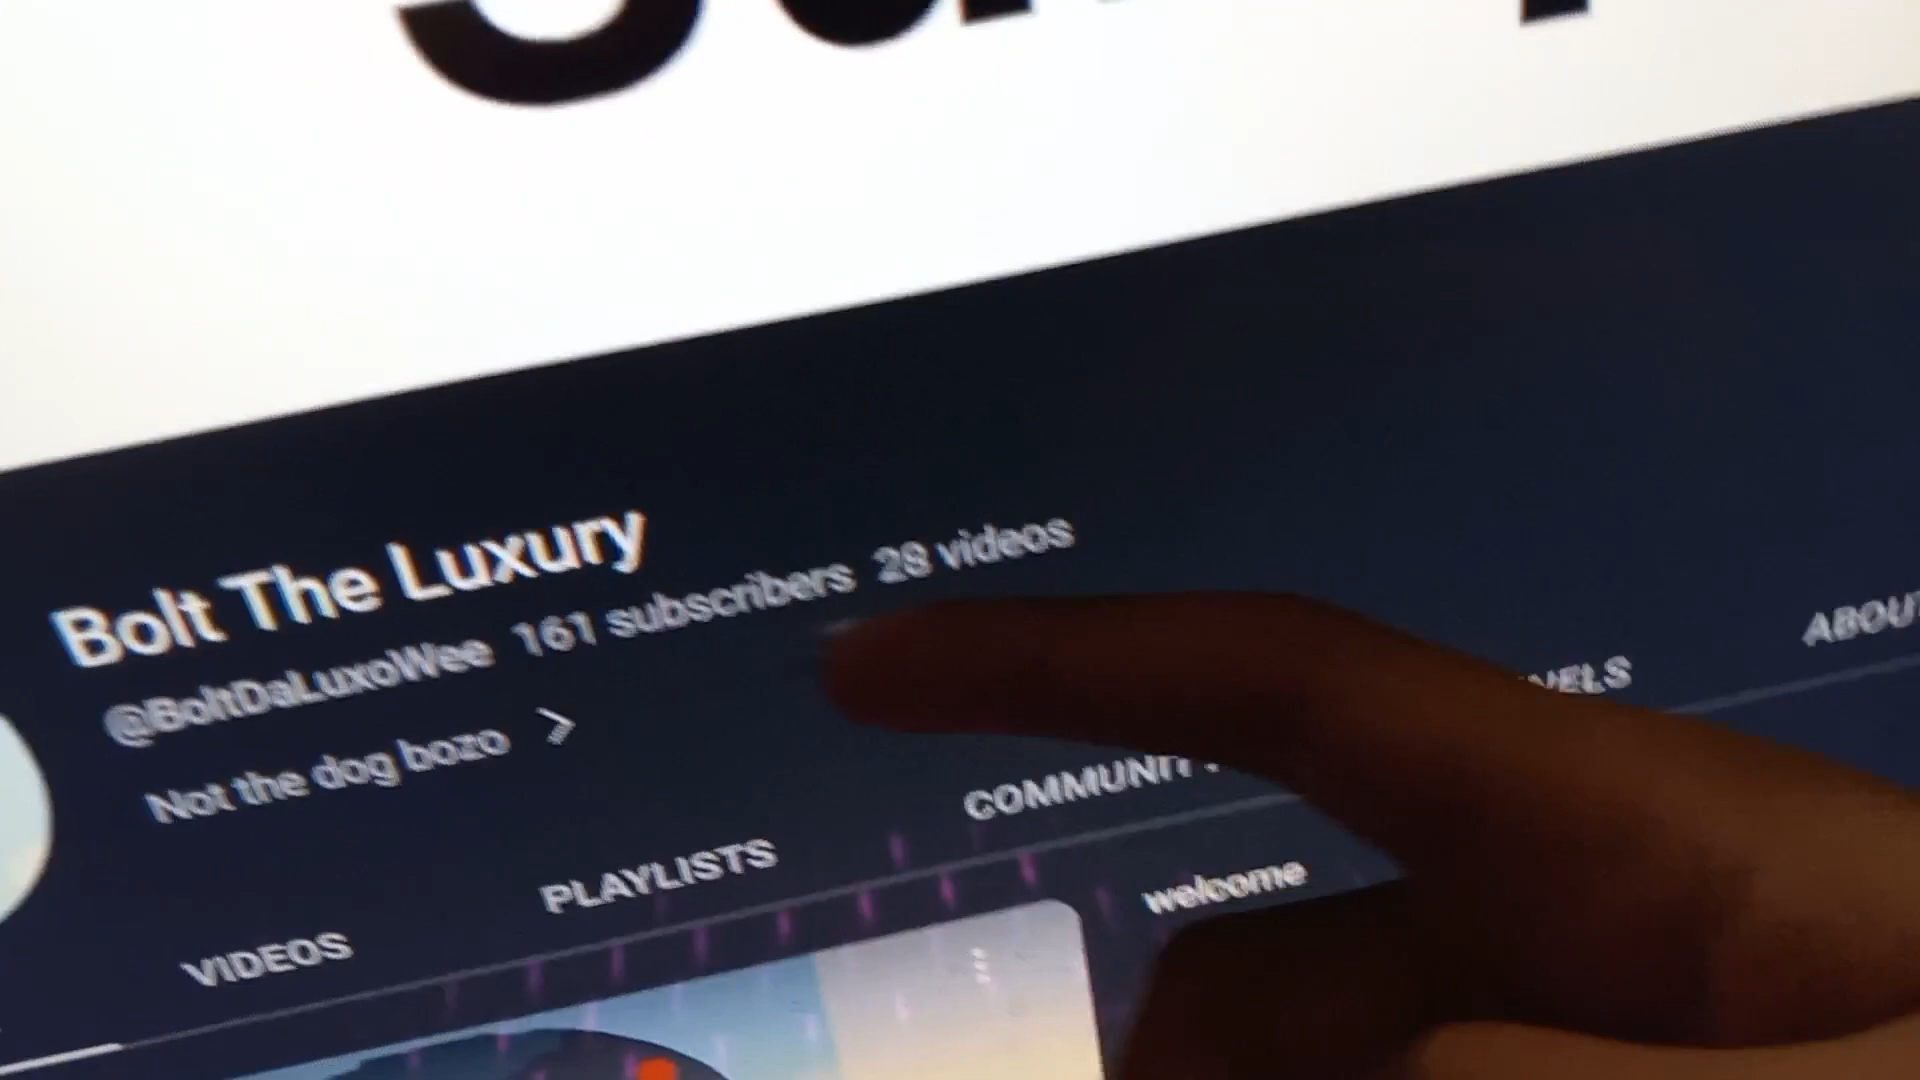 Bolt The Luxury
@BoltDaLuxoWee 161 subscribers 28 videos
Not the dog bozo
VIDEOS PLAYLISTS COMMUNITY ABOUT
welcome